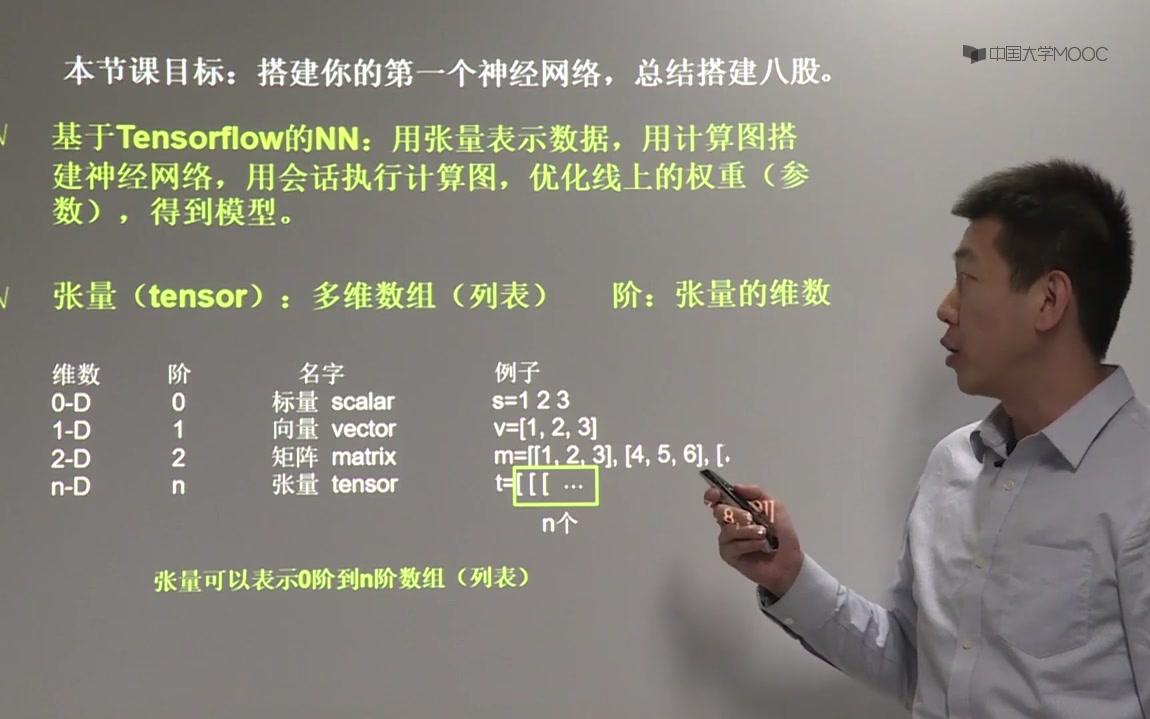 中国大学MOOC
本节课目标：搭建你的第一个神经网络，总结搭建八股。
√ 基于Tensorflow的NN：用张量表示数据，用计算图搭
建神经网络，用会话执行计算图，优化线上的权重（参
数），得到模型。
√ 张量（tensor）：多维数组（列表） 阶：张量的维数
维数 阶 名字 例子
0-D 0 标量 scalar s=1 2 3
1-D 1 向量 vector v=[1, 2, 3]
2-D 2 矩阵 matrix m=[[1, 2, 3], [4, 5, 6], [
8
n-D n 张量 tensor t=[ [ [ ...
n个
张量可以表示0阶到n阶数组（列表）